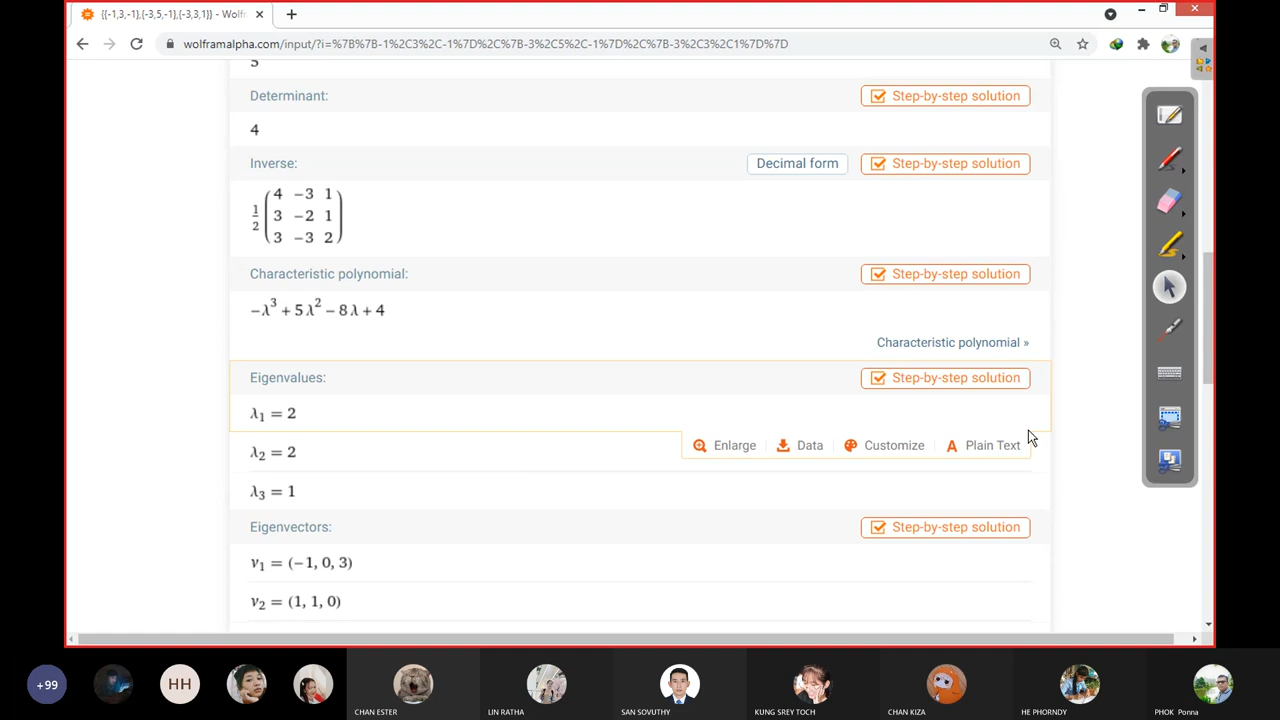 {{-1,3,-1},{-3,5,-1},{-3,3,1}} - Wolfr
wolframalpha.com/input/?i=%7B%7B-1%2C3%2C-1%7D%2C%7B-3%2C5%2C-1%7D%2C%7B-3%2C3%2C1%7D%7D
5
Determinant:
Step-by-step solution
4
Inverse:
Decimal form
Step-by-step solution
1/2 (4 −3 1
3 −2 1
3 −3 2)
Characteristic polynomial:
Step-by-step solution
−λ³ + 5 λ² − 8 λ + 4
Characteristic polynomial »
Eigenvalues:
Step-by-step solution
λ₁ = 2
Enlarge Data Customize A Plain Text
λ₂ = 2
λ₃ = 1
Eigenvectors:
Step-by-step solution
v₁ = (−1, 0, 3)
v₂ = (1, 1, 0)
+99
HH
CHAN ESTER
LIN RATHA
SAN SOVUTHY
KUNG SREY TOCH
CHAN KIZA
HE PHORNDY
PHOK Ponna